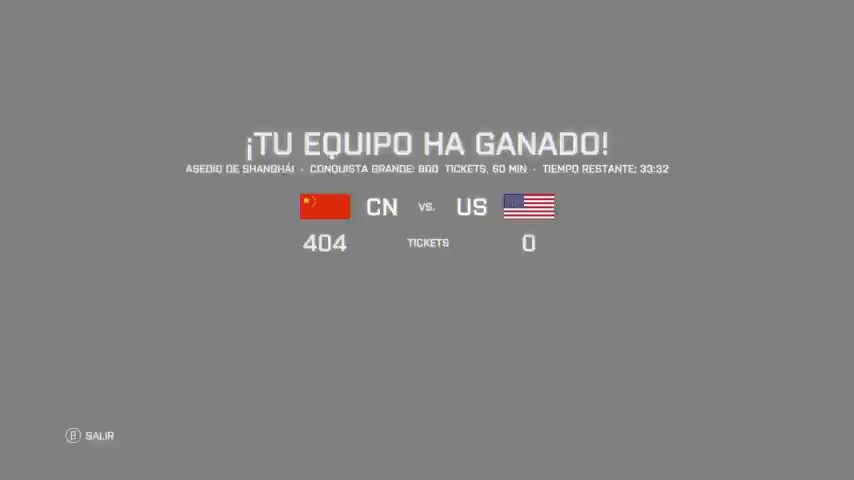 ¡TU EQUIPO HA GANADO!
ASEDIO DE SHANGHÁI - CONQUISTA GRANDE: 800 TICKETS, 60 MIN - TIEMPO RESTANTE: 33:32
CN VS. US
404 TICKETS 0
B SALIR